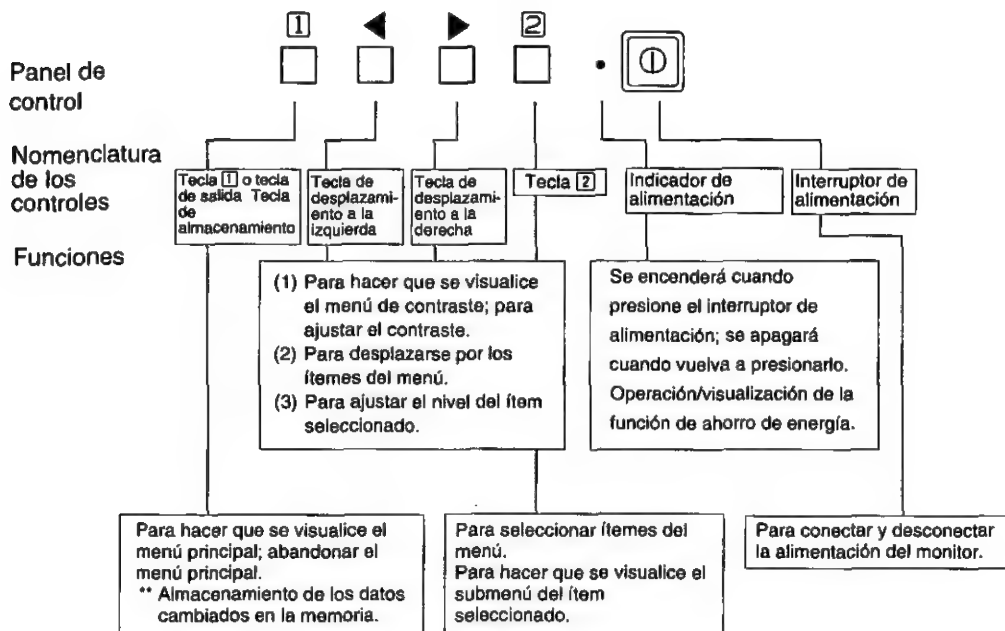 1 2
Panel de
control
Nomenclatura
de los
controles
Tecla 1 o tecla
de salida Tecla
de
almacenamiento
Tecla de
desplazami-
ento a la
izquierda
Tecla de
desplazami-
ento a la
derecha
Tecla 2
Indicador de
alimentación
Interruptor de
alimentación
Funciones
(1) Para hacer que se visualice
el menú de contraste; para
ajustar el contraste.
(2) Para desplazarse por los
ítemes del menú.
(3) Para ajustar el nivel del ítem
seleccionado.
Se encenderá cuando
presione el interruptor de
alimentación; se apagará
cuando vuelva a presionarlo.
Operación/visualización de la
función de ahorro de energía.
Para hacer que se visualice el
menú principal; abandonar el
menú principal.
** Almacenamiento de los datos
cambiados en la memoria.
Para seleccionar ítemes del
menú.
Para hacer que se visualice el
submenú del ítem
seleccionado.
Para conectar y desconectar
la alimentación del monitor.